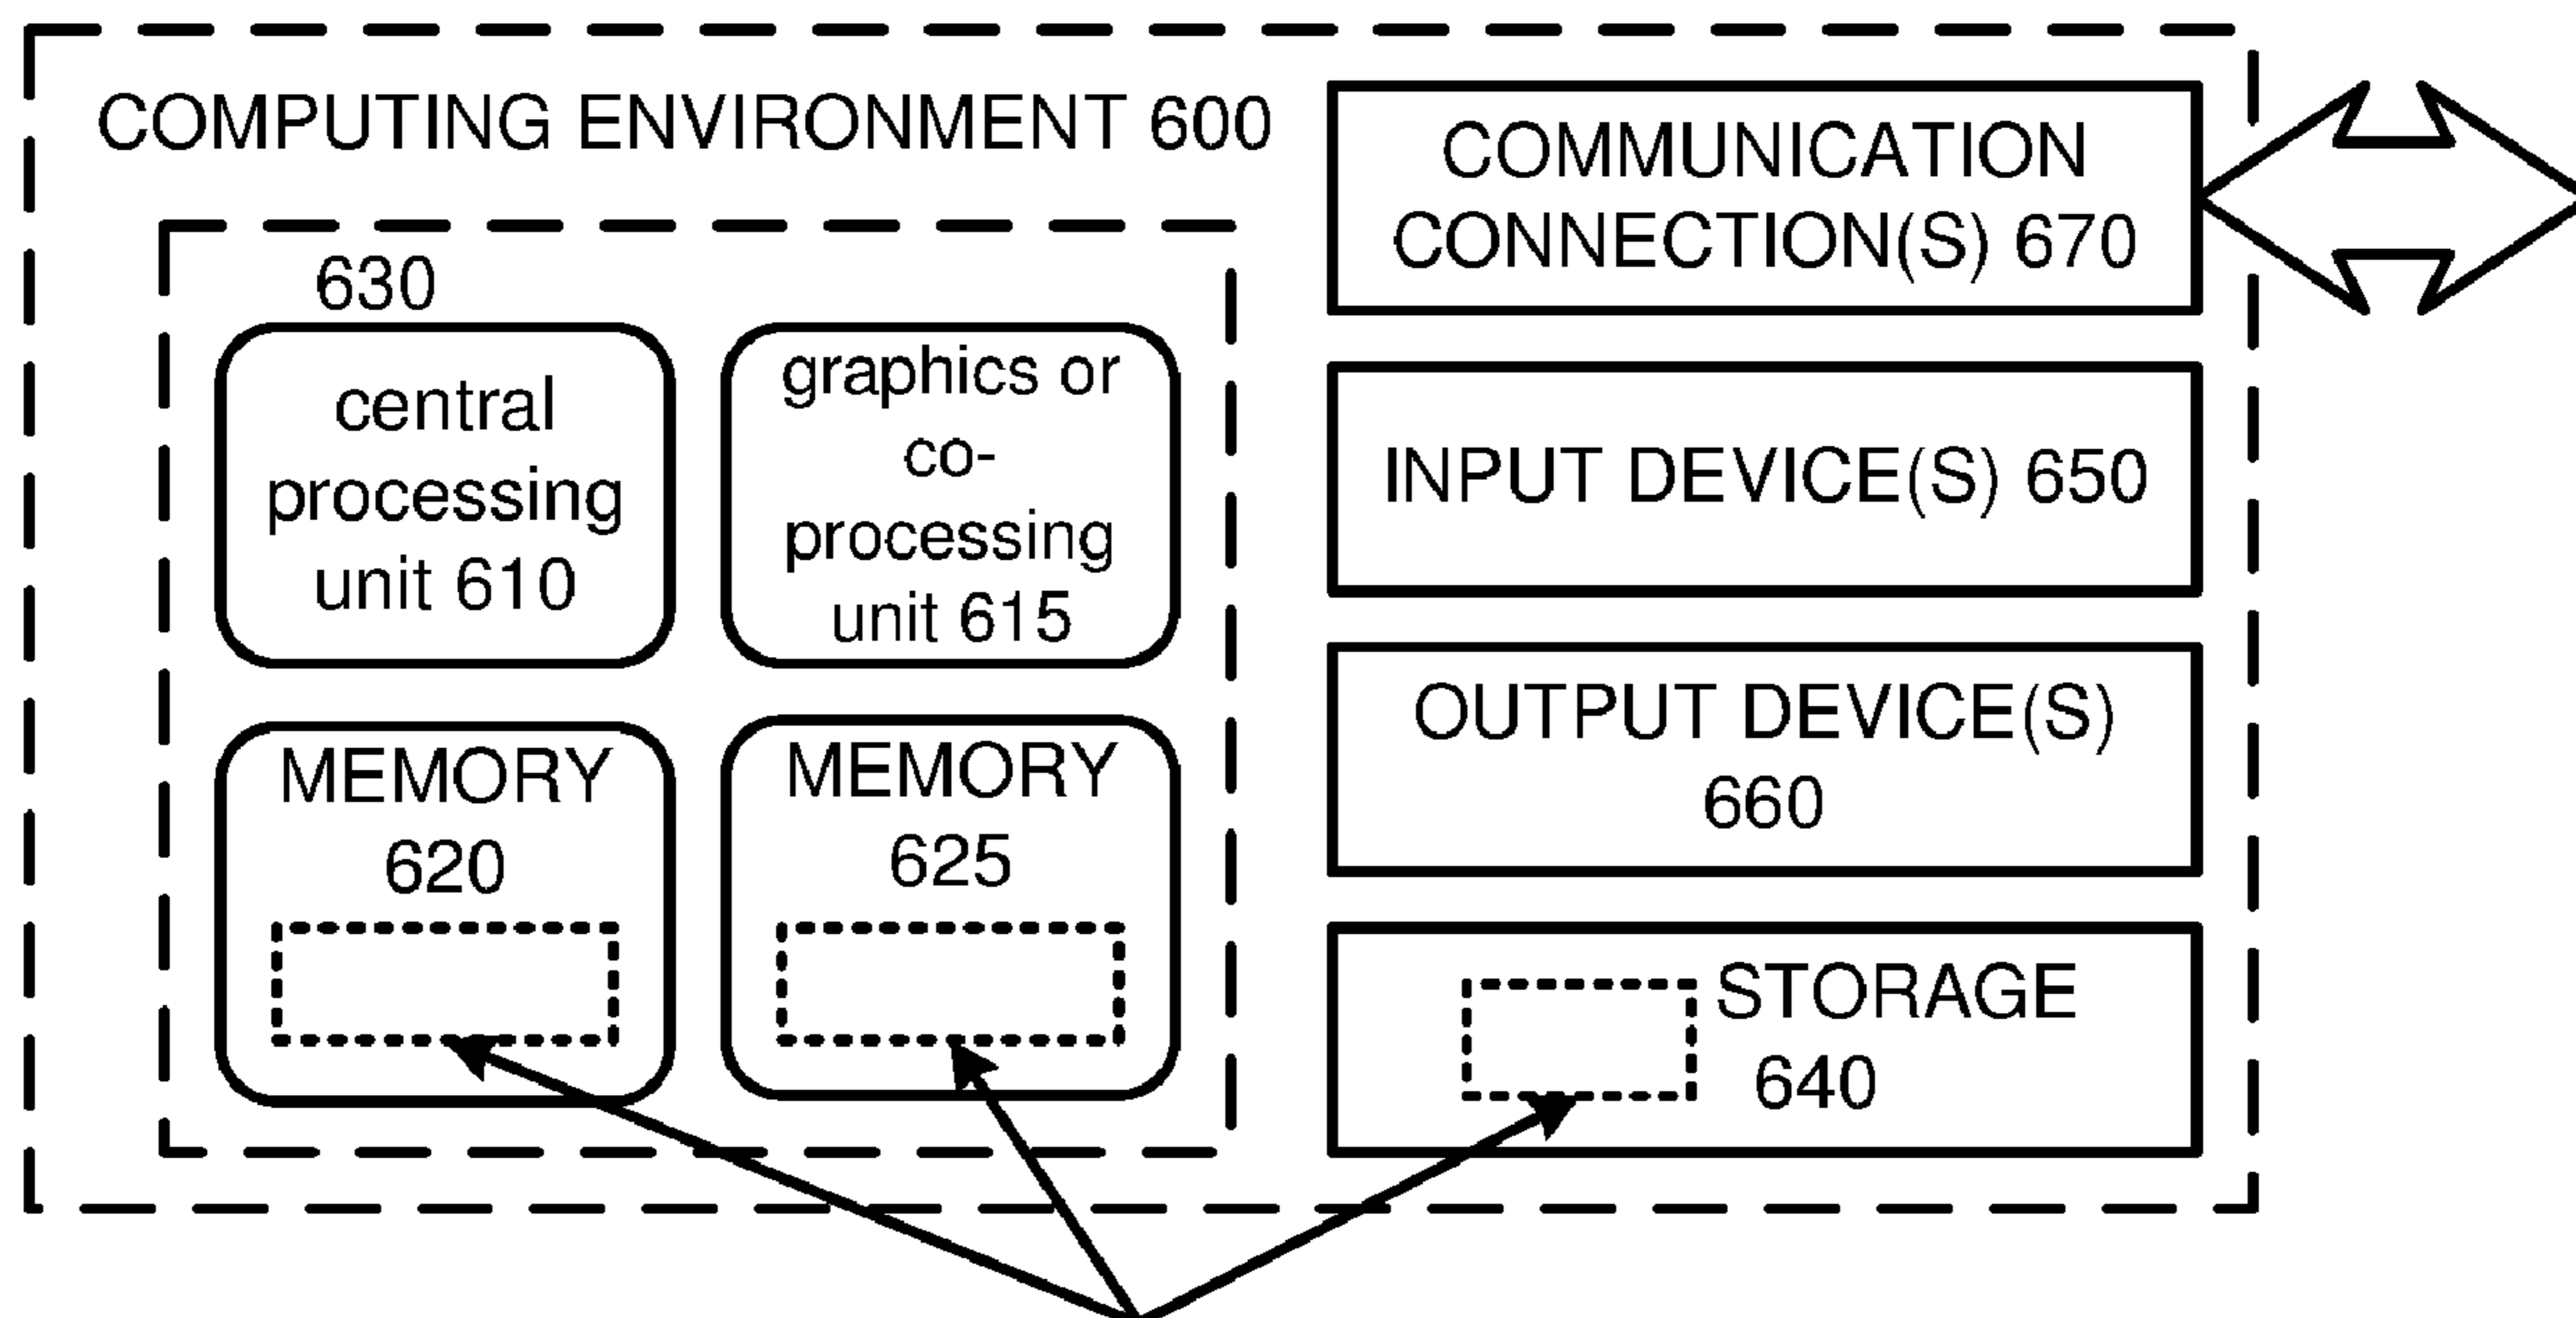 COMPUTING ENVIRONMENT 600
630
central
processing
unit 610
graphics or
co-
processing
unit 615
MEMORY
620
MEMORY
625
COMMUNICATION
CONNECTION(S) 670
INPUT DEVICE(S) 650
OUTPUT DEVICE(S)
660
STORAGE
640